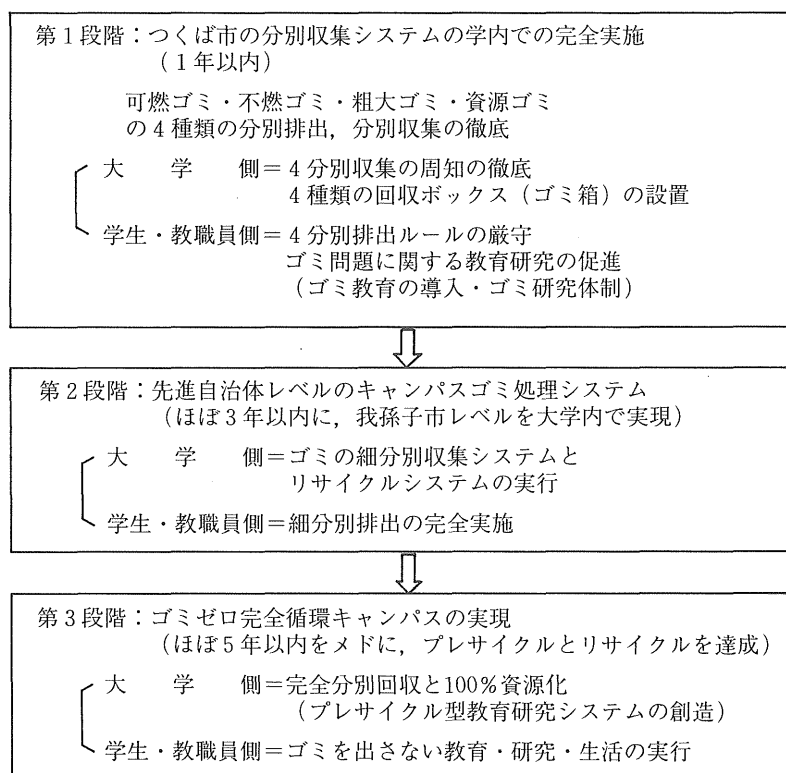 第1段階：つくば市の分別収集システムの学内での完全実施
（1年以内）
可燃ゴミ・不燃ゴミ・粗大ゴミ・資源ゴミ
の4種類の分別排出，分別収集の徹底
大学側＝4分別収集の周知の徹底
4種類の回収ボックス（ゴミ箱）の設置
学生・教職員側＝4分別排出ルールの厳守
ゴミ問題に関する教育研究の促進
（ゴミ教育の導入・ゴミ研究体制）
第2段階：先進自治体レベルのキャンパスゴミ処理システム
（ほぼ3年以内に，我孫子市レベルを大学内で実現）
大学側＝ゴミの細分別収集システムと
リサイクルシステムの実行
学生・教職員側＝細分別排出の完全実施
第3段階：ゴミゼロ完全循環キャンパスの実現
（ほぼ5年以内をメドに，プレサイクルとリサイクルを達成）
大学側＝完全分別回収と100％資源化
（プレサイクル型教育研究システムの創造）
学生・教職員側＝ゴミを出さない教育・研究・生活の実行